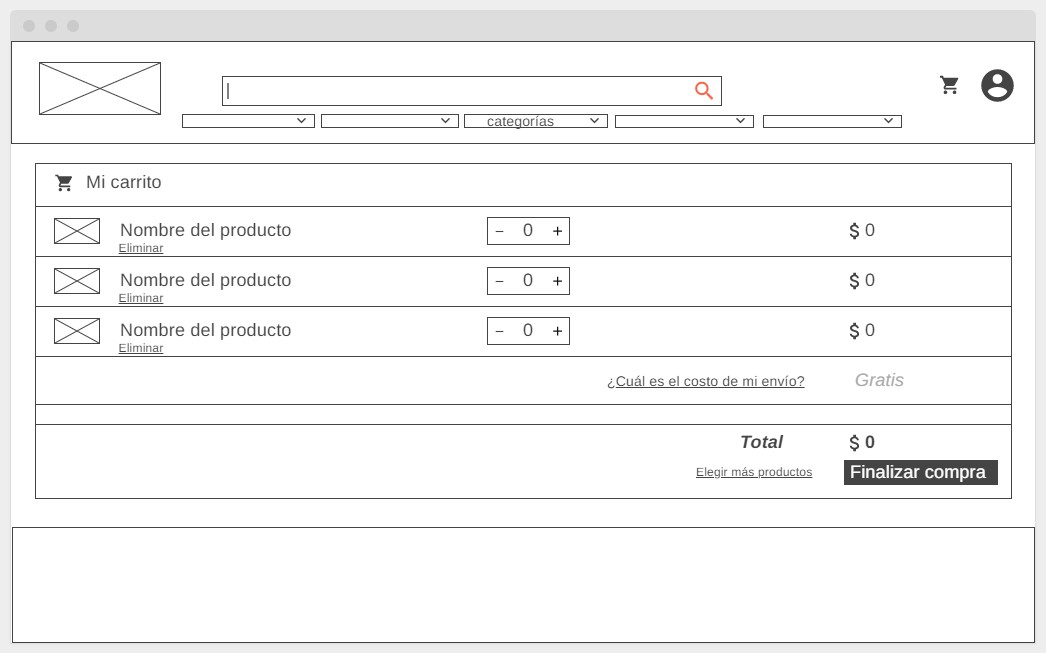 categorías
Mi carrito
Nombre del producto − 0 + $ 0
Eliminar
Nombre del producto − 0 + $ 0
Eliminar
Nombre del producto − 0 + $ 0
Eliminar
¿Cuál es el costo de mi envío? Gratis
Total $ 0
Elegir más productos Finalizar compra